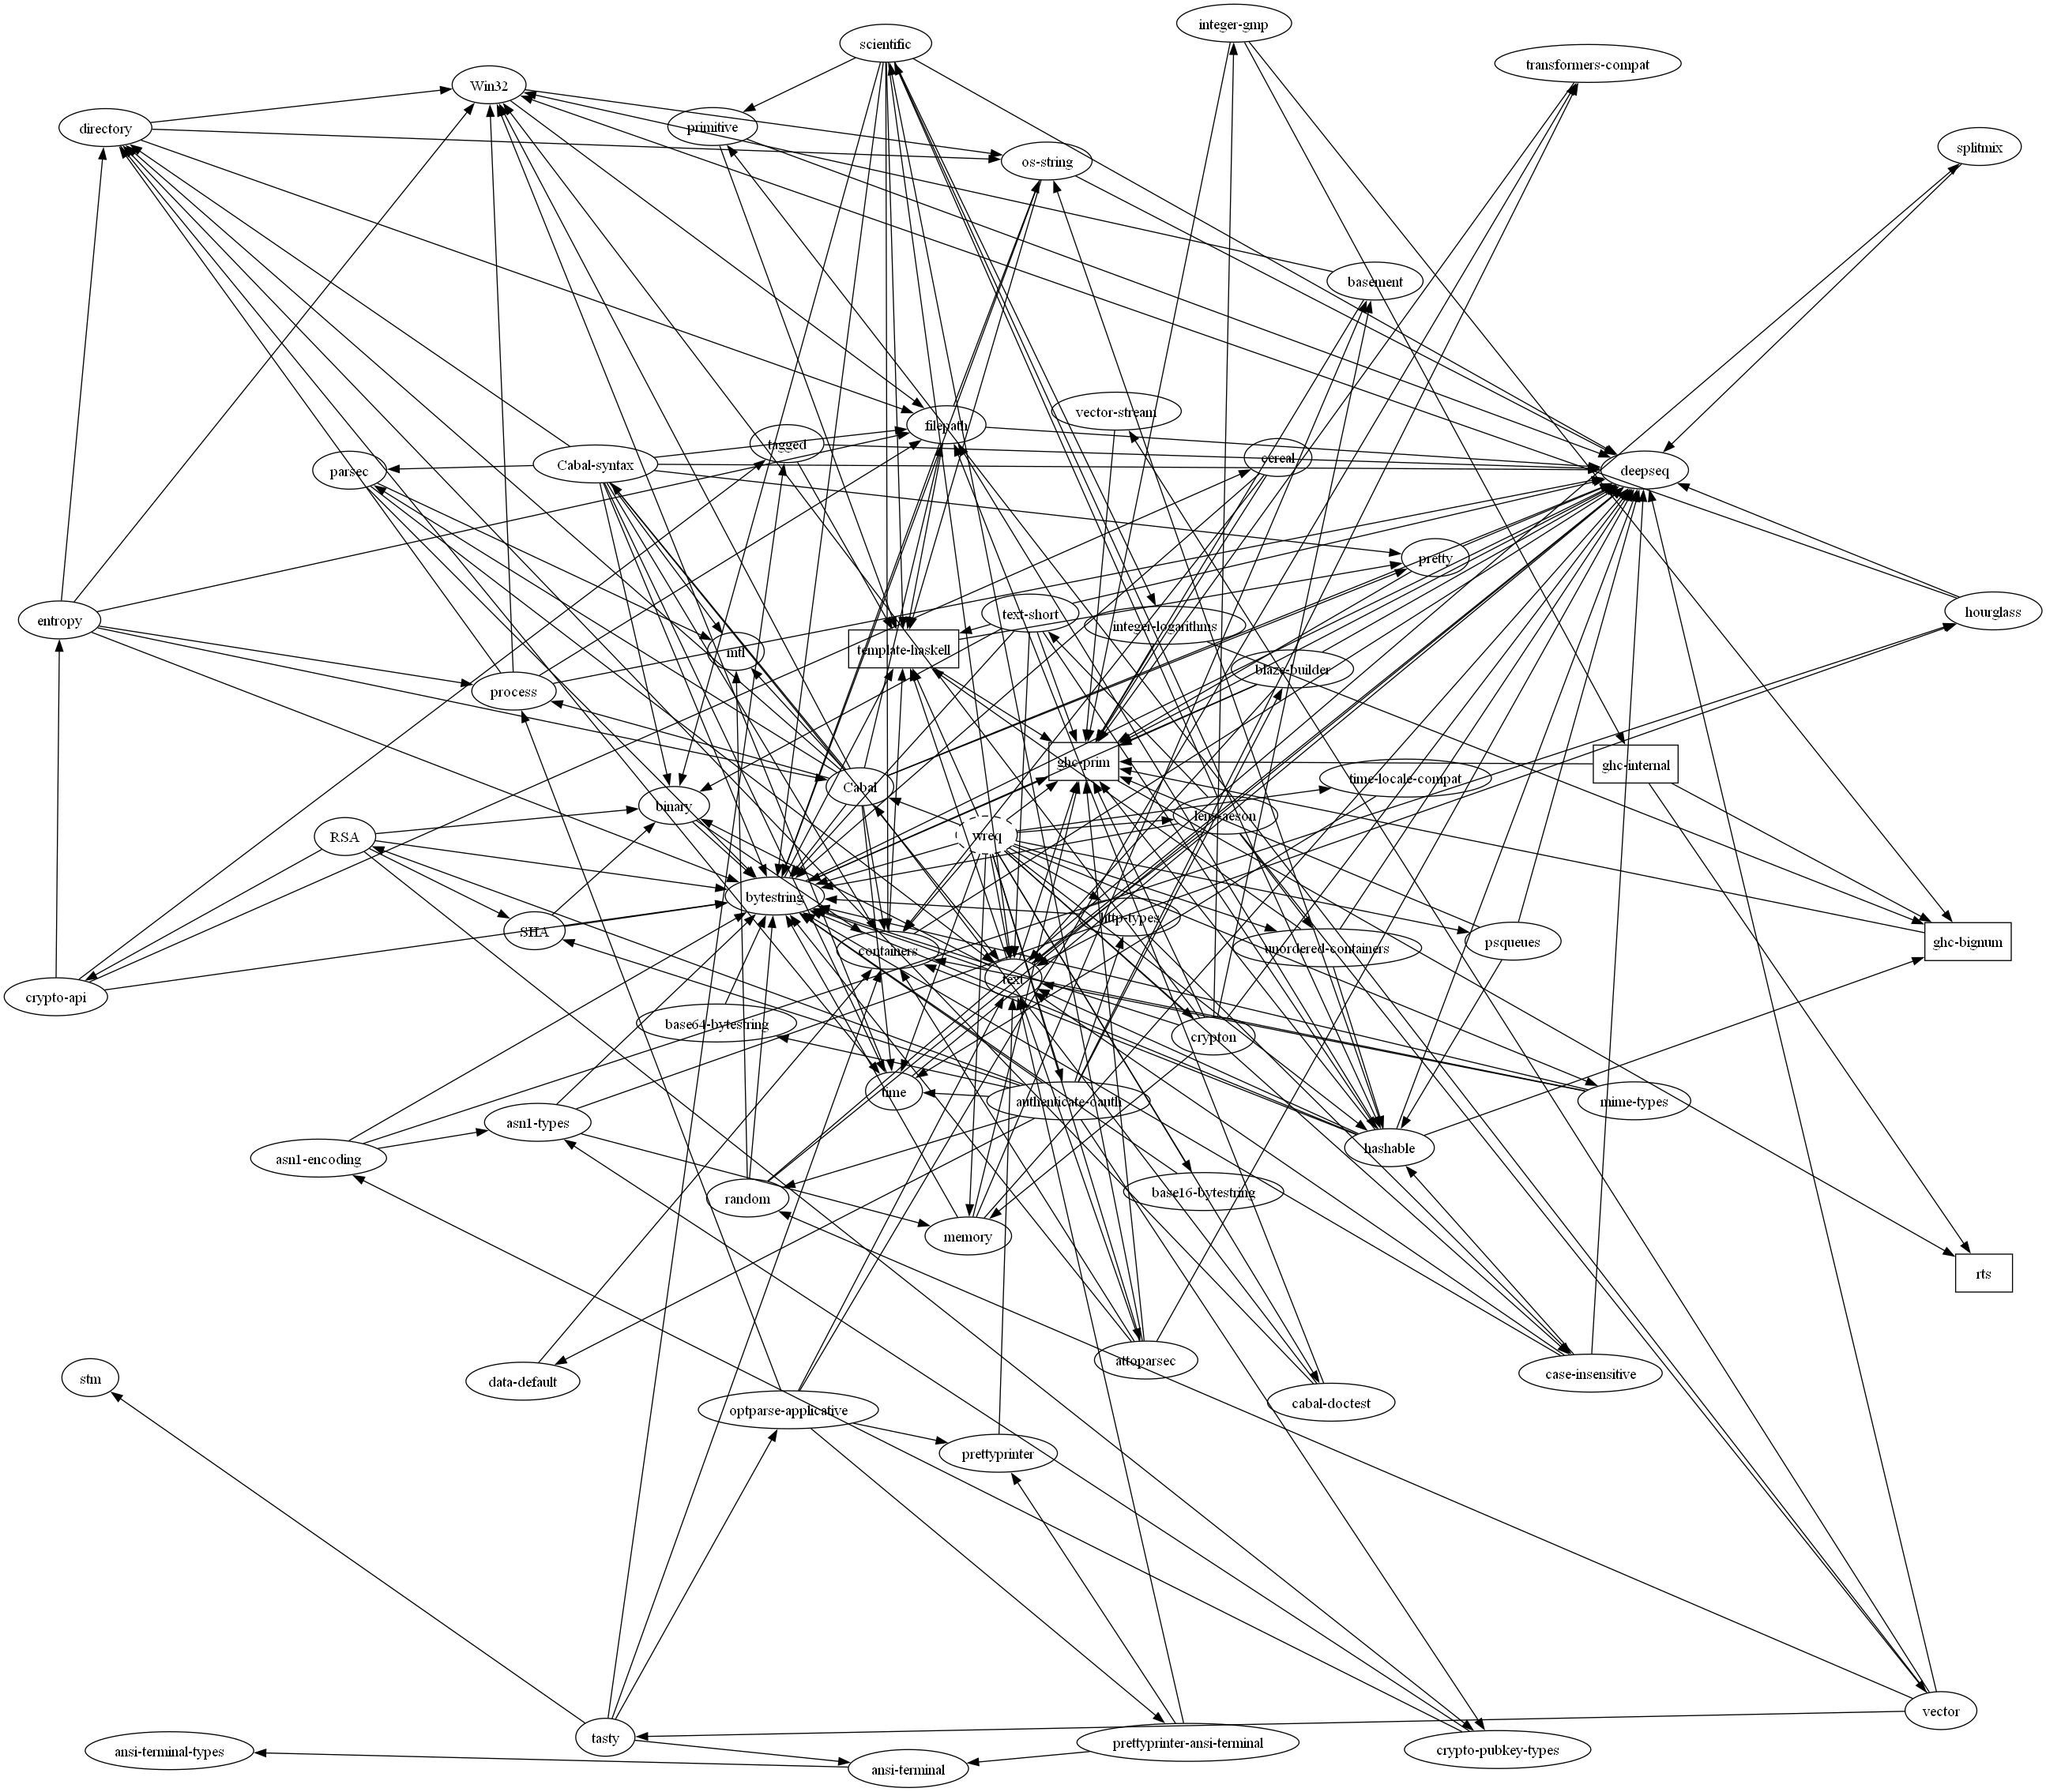 integer-gmp
scientific
transformers-compat
Win32
directory
primitive
splitmix
os-string
basement
vector-stream
filepath
tagged
cereal
Cabal-syntax
parsec
deepseq
pretty
hourglass
text-short
entropy
integer-logarithms
mtl
template-haskell
blaze-builder
process
ghc-prim
ghc-internal
time-locale-compat
Cabal
binary
lens-aeson
wreq
RSA
bytestring
http-types
SHA
psqueues
ghc-bignum
containers
unordered-containers
text
crypto-api
base64-bytestring
crypton
time
authenticate-oauth
mime-types
asn1-types
hashable
asn1-encoding
base16-bytestring
random
memory
rts
attoparsec
case-insensitive
stm
data-default
cabal-doctest
optparse-applicative
prettyprinter
vector
tasty
prettyprinter-ansi-terminal
crypto-pubkey-types
ansi-terminal-types
ansi-terminal